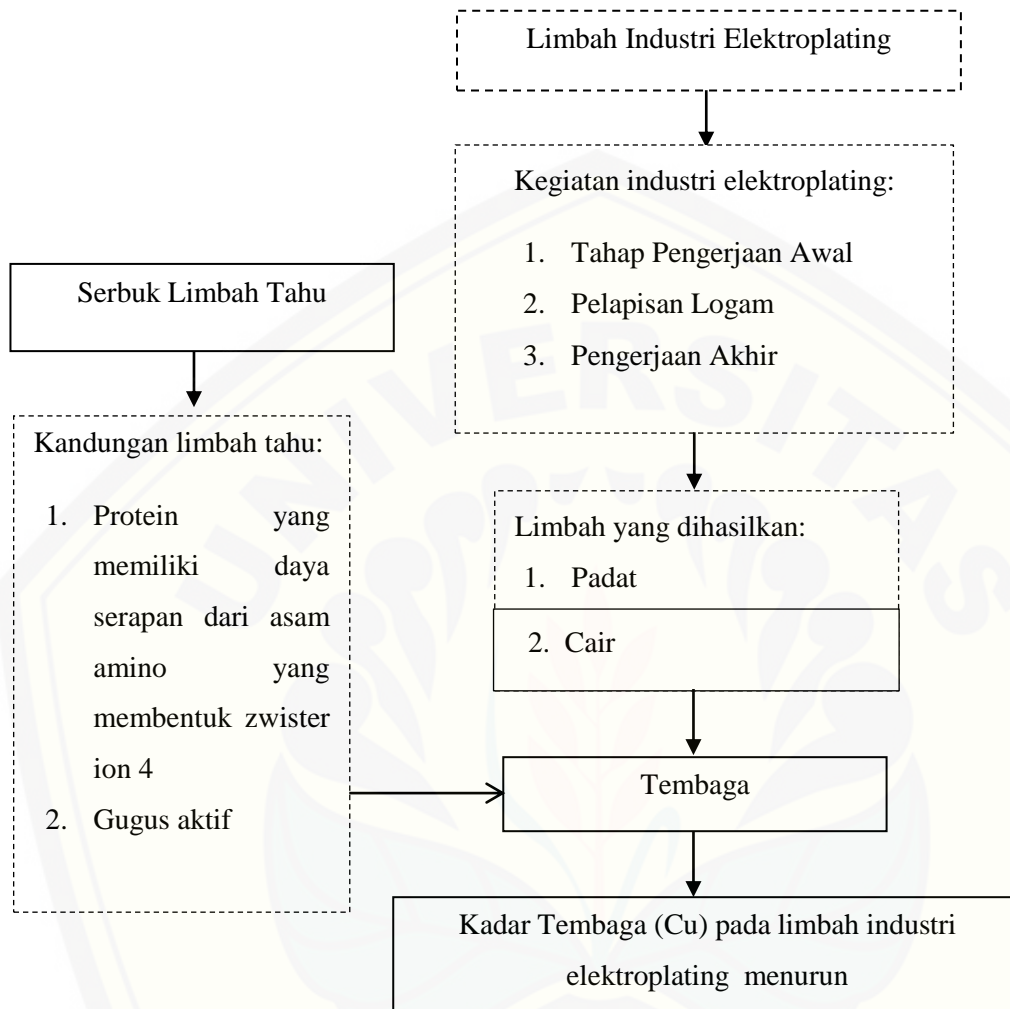 Limbah Industri Elektroplating
Kegiatan industri elektroplating:
1. Tahap Pengerjaan Awal
2. Pelapisan Logam
3. Pengerjaan Akhir
Serbuk Limbah Tahu
Kandungan limbah tahu:
1. Protein yang
memiliki daya
serapan dari asam
amino yang
membentuk zwister
ion 4
2. Gugus aktif
Limbah yang dihasilkan:
1. Padat
2. Cair
Tembaga
Kadar Tembaga (Cu) pada limbah industri
elektroplating menurun
UNIVERSITAS